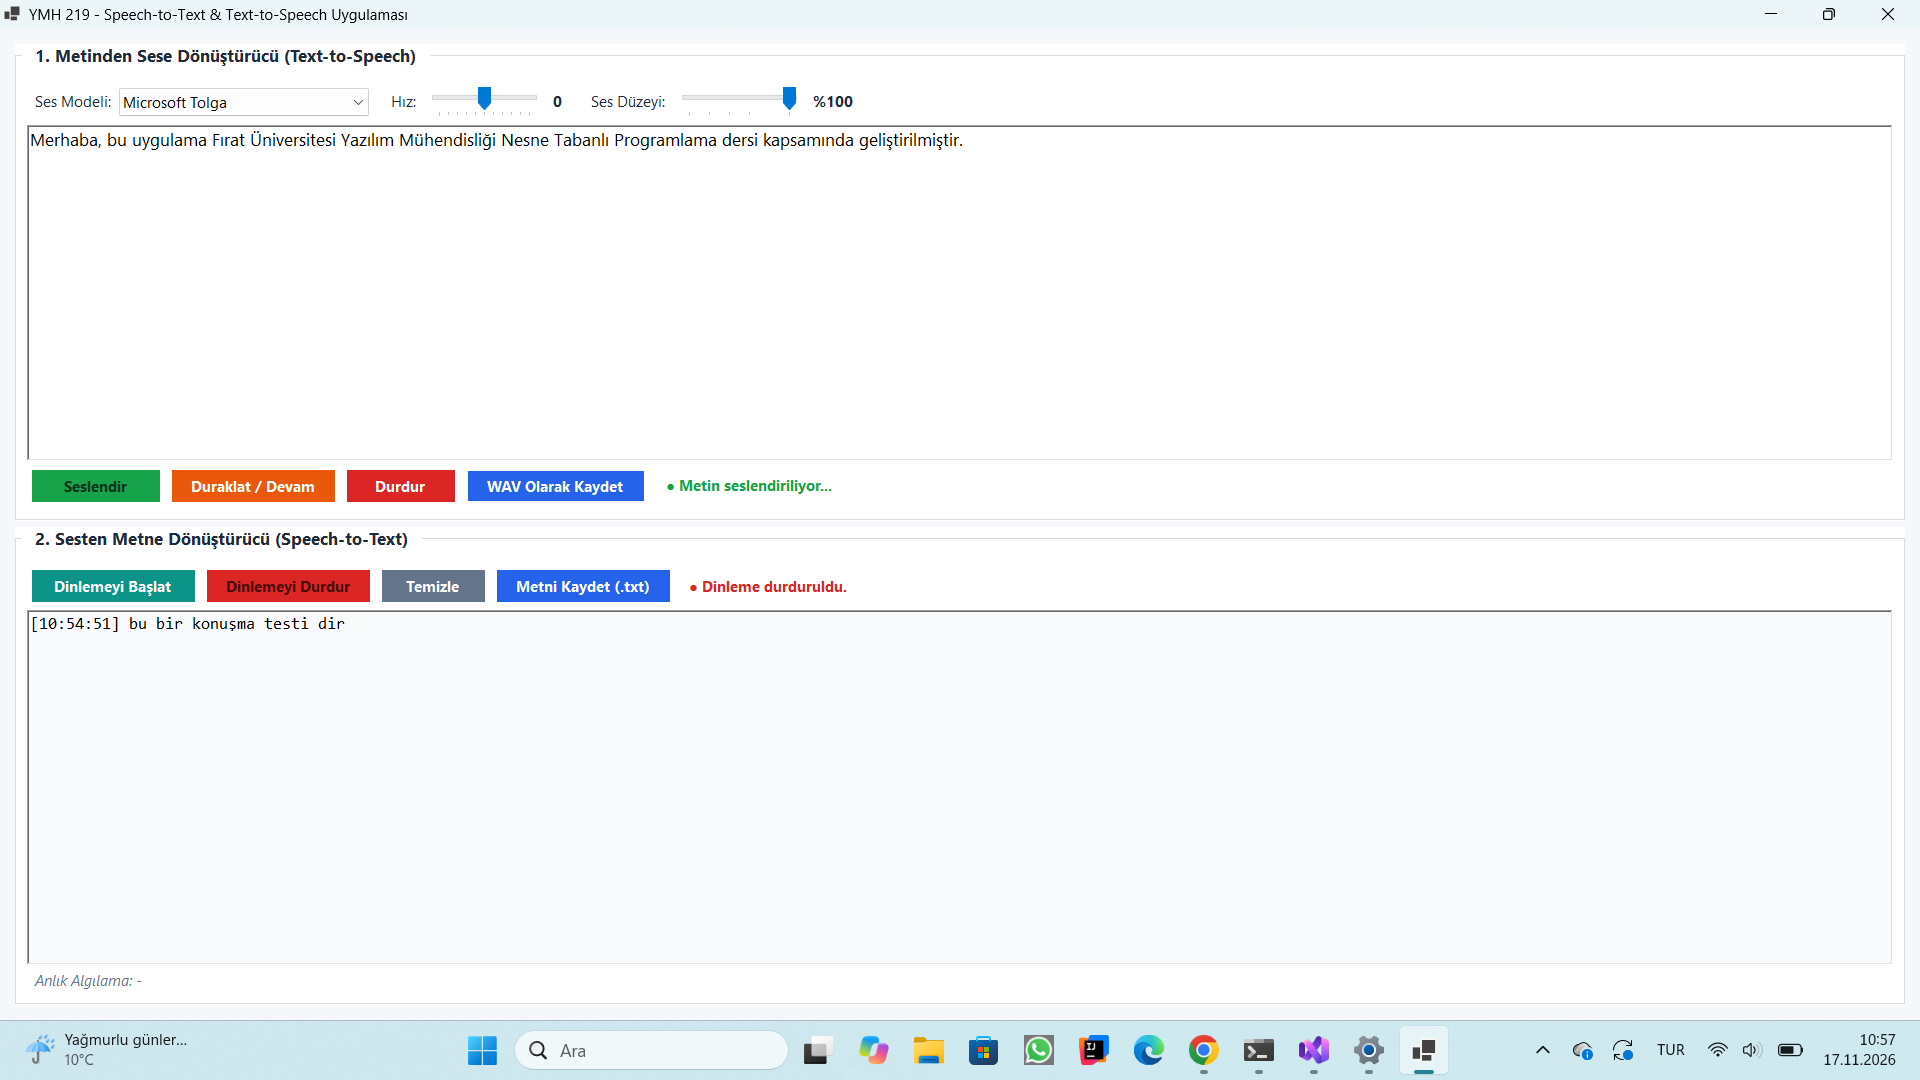 YMH 219 - Speech-to-Text & Text-to-Speech Uygulaması
1. Metinden Sese Dönüştürücü (Text-to-Speech)
Ses Modeli: Microsoft Tolga Hız: 0 Ses Düzeyi: %100
Merhaba, bu uygulama Fırat Üniversitesi Yazılım Mühendisliği Nesne Tabanlı Programlama dersi kapsamında geliştirilmiştir.
Seslendir Duraklat / Devam Durdur WAV Olarak Kaydet ● Metin seslendiriliyor...
2. Sesten Metne Dönüştürücü (Speech-to-Text)
Dinlemeyi Başlat Dinlemeyi Durdur Temizle Metni Kaydet (.txt) ● Dinleme durduruldu.
[10:54:51] bu bir konuşma testi dir
Anlık Algılama: -
Yağmurlu günler...
10°C
Ara
IJ
TUR
10:57
17.11.2026